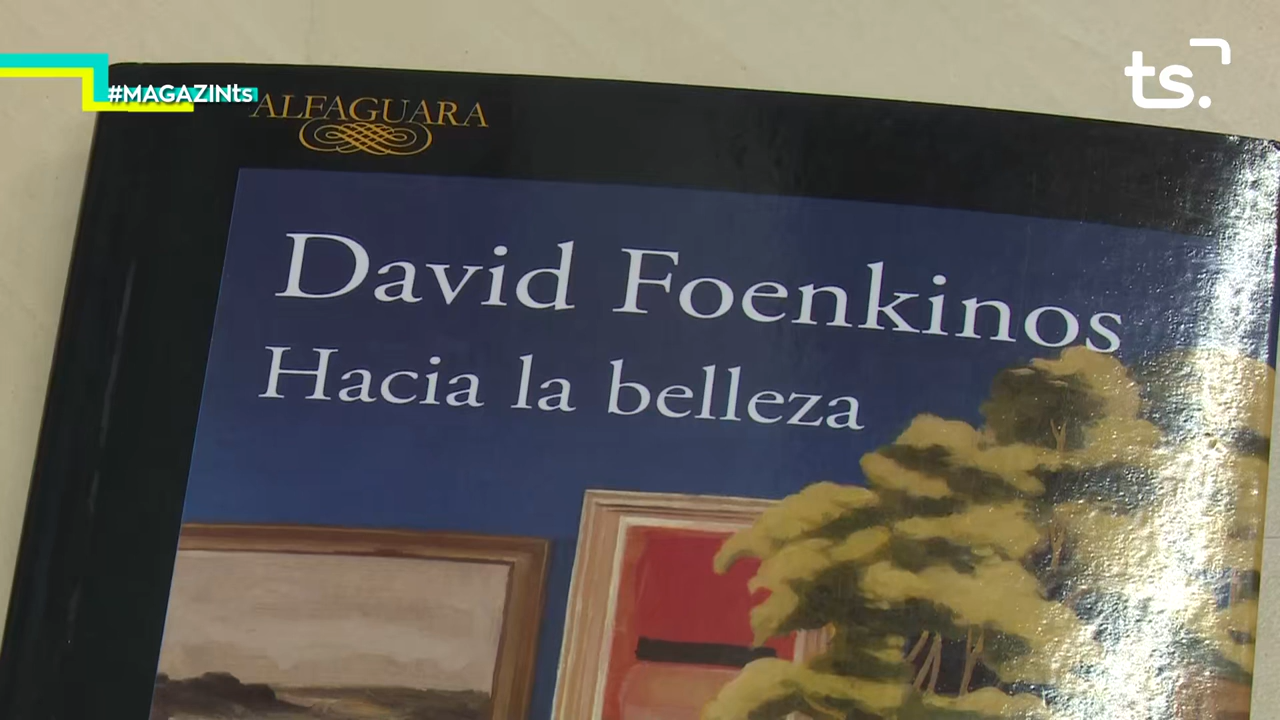 #MAGAZINts
ts.
ALFAGUARA
David Foenkinos
Hacia la belleza